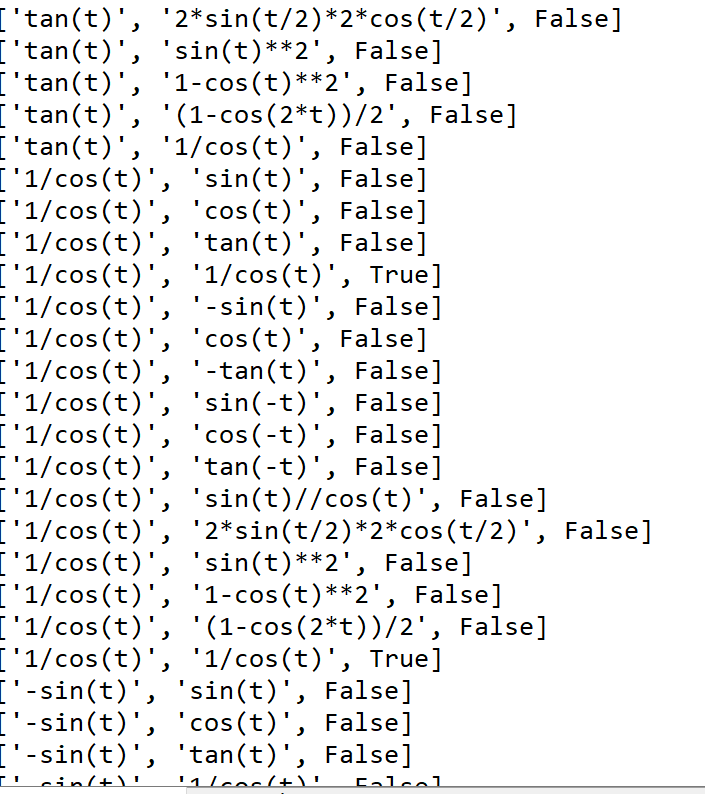 ['tan(t)', '2*sin(t/2)*2*cos(t/2)', False]
['tan(t)', 'sin(t)**2', False]
['tan(t)', '1-cos(t)**2', False]
['tan(t)', '(1-cos(2*t))/2', False]
['tan(t)', '1/cos(t)', False]
['1/cos(t)', 'sin(t)', False]
['1/cos(t)', 'cos(t)', False]
['1/cos(t)', 'tan(t)', False]
['1/cos(t)', '1/cos(t)', True]
['1/cos(t)', '-sin(t)', False]
['1/cos(t)', 'cos(t)', False]
['1/cos(t)', '-tan(t)', False]
['1/cos(t)', 'sin(-t)', False]
['1/cos(t)', 'cos(-t)', False]
['1/cos(t)', 'tan(-t)', False]
['1/cos(t)', 'sin(t)//cos(t)', False]
['1/cos(t)', '2*sin(t/2)*2*cos(t/2)', False]
['1/cos(t)', 'sin(t)**2', False]
['1/cos(t)', '1-cos(t)**2', False]
['1/cos(t)', '(1-cos(2*t))/2', False]
['1/cos(t)', '1/cos(t)', True]
['-sin(t)', 'sin(t)', False]
['-sin(t)', 'cos(t)', False]
['-sin(t)', 'tan(t)', False]
['-sin(t)', '1/cos(t)', False]